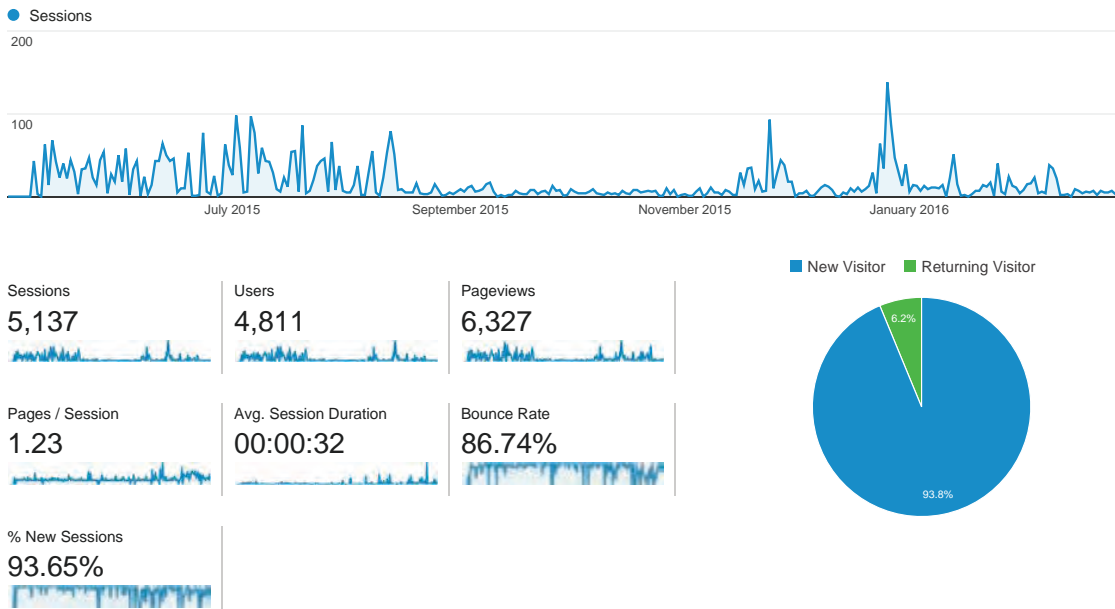 Sessions
200
100
July 2015 September 2015 November 2015 January 2016
New Visitor Returning Visitor
Sessions Users Pageviews
5,137 4,811 6,327
6.2%
Pages / Session Avg. Session Duration Bounce Rate
1.23 00:00:32 86.74%
93.8%
% New Sessions
93.65%